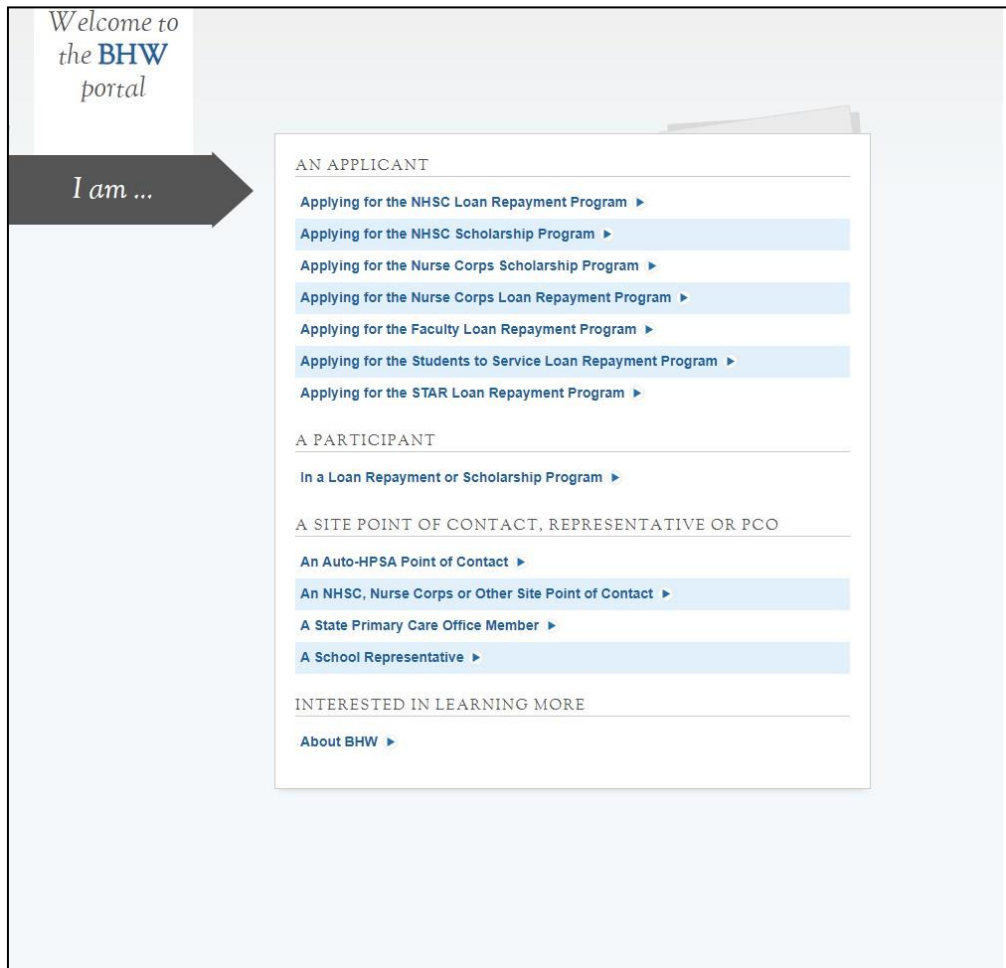 Welcome to
the BHW
portal
I am ...
AN APPLICANT
Applying for the NHSC Loan Repayment Program
Applying for the NHSC Scholarship Program
Applying for the Nurse Corps Scholarship Program
Applying for the Nurse Corps Loan Repayment Program
Applying for the Faculty Loan Repayment Program
Applying for the Students to Service Loan Repayment Program
Applying for the STAR Loan Repayment Program
A PARTICIPANT
In a Loan Repayment or Scholarship Program
A SITE POINT OF CONTACT, REPRESENTATIVE OR PCO
An Auto-HPSA Point of Contact
An NHSC, Nurse Corps or Other Site Point of Contact
A State Primary Care Office Member
A School Representative
INTERESTED IN LEARNING MORE
About BHW